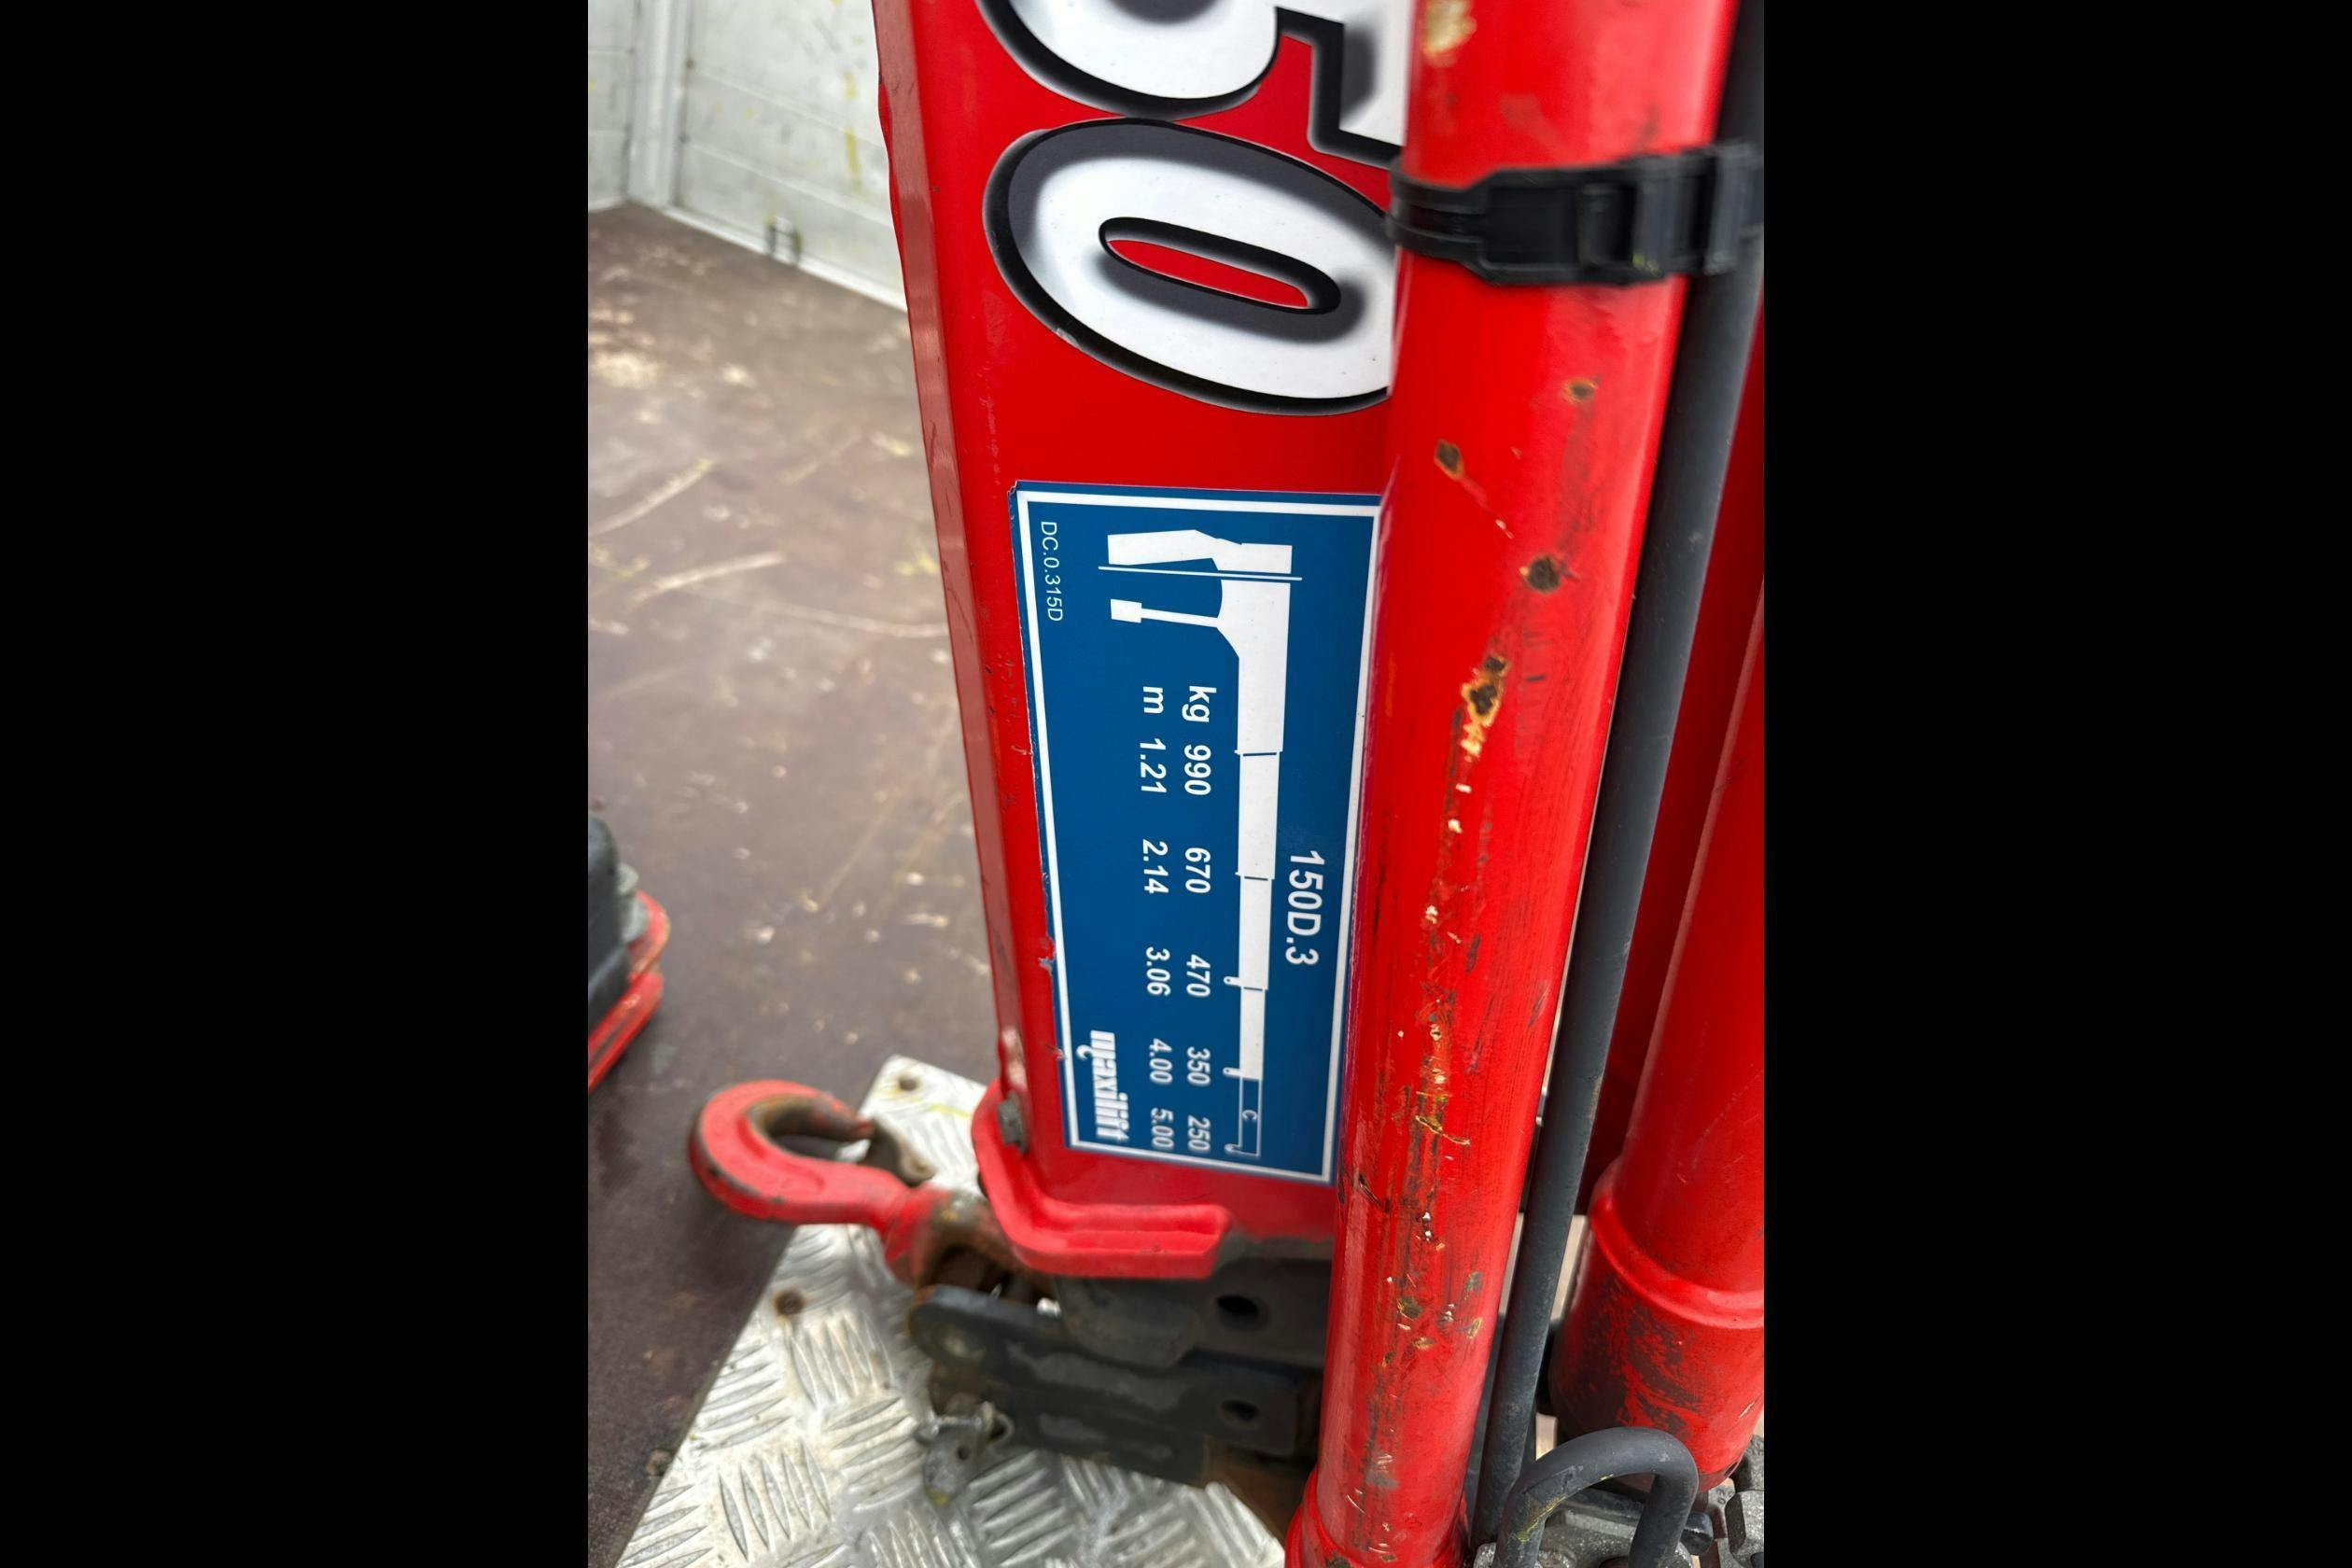 50
150D.3
C
kg 990 670 470 350 250
m 1.21 2.14 3.06 4.00 5.00
maxilift
DC.0.315D